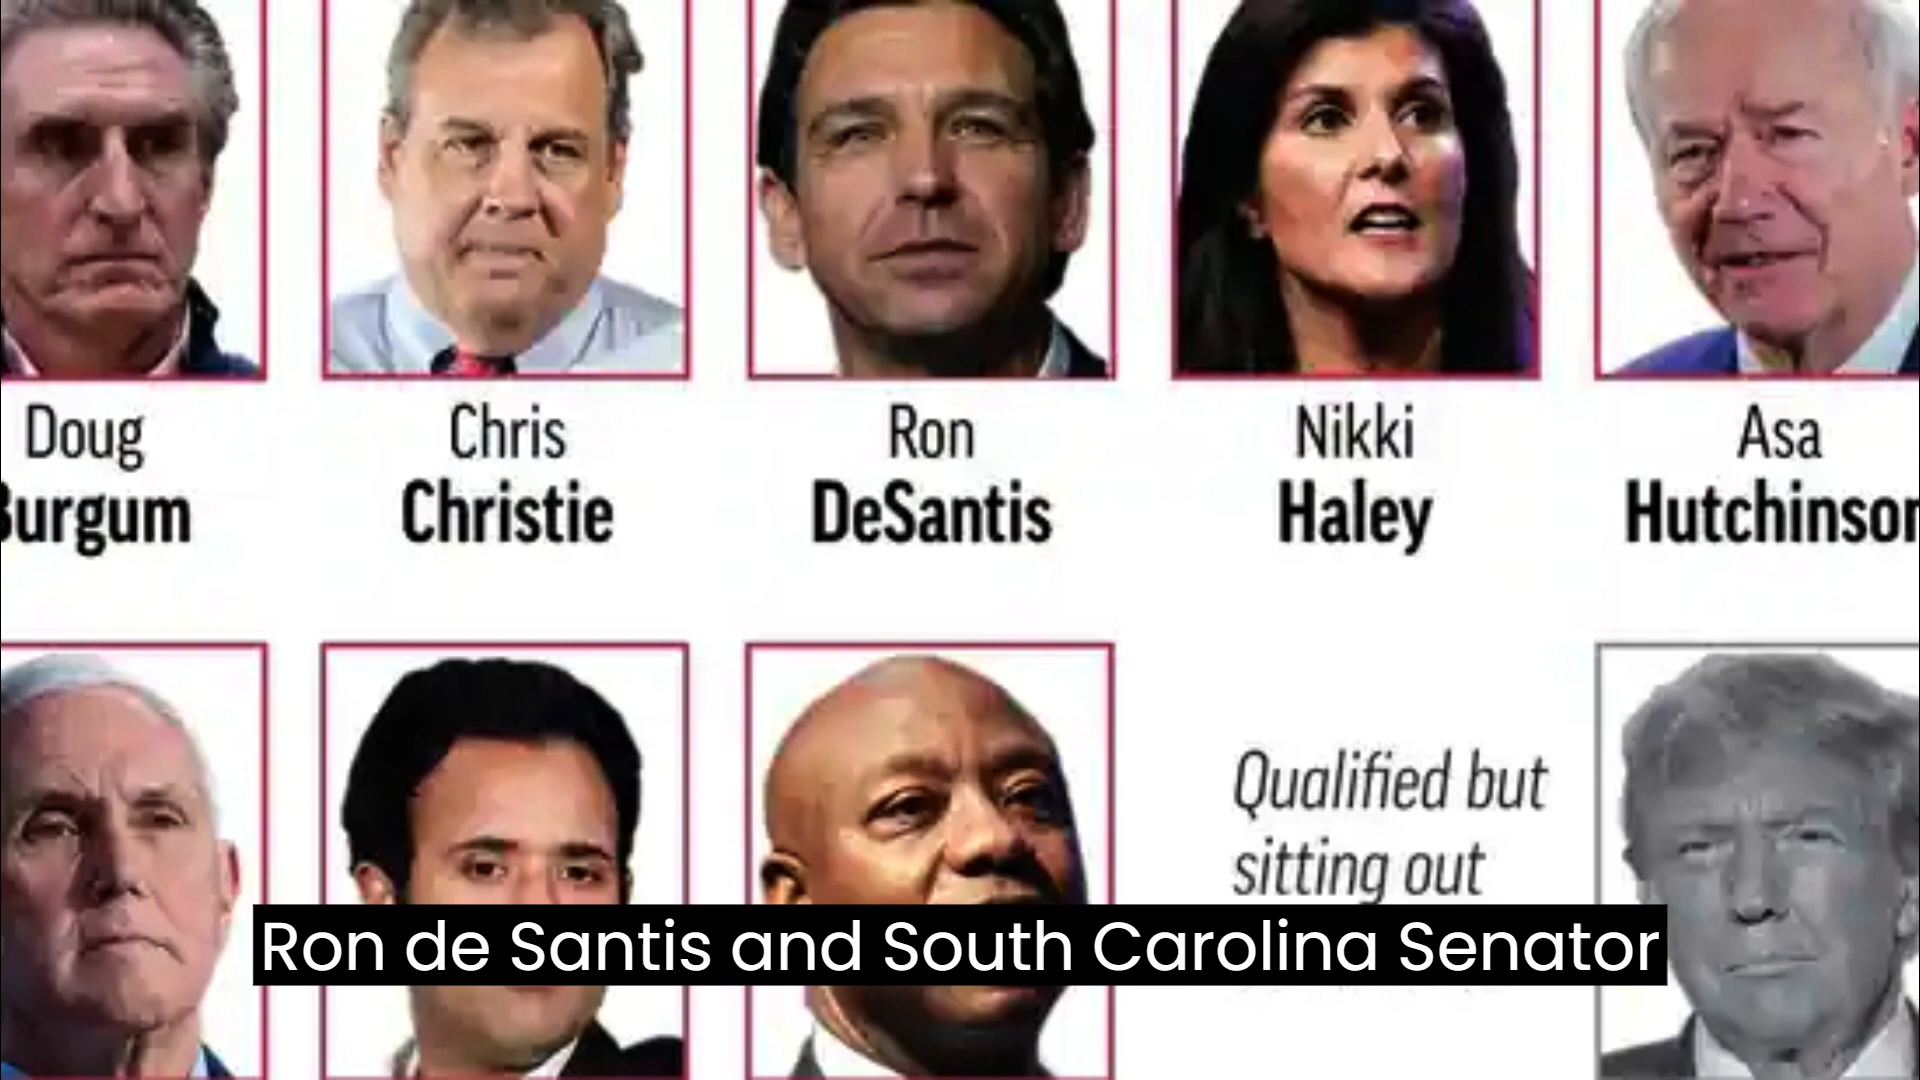 Doug
Burgum
Chris
Christie
Ron
DeSantis
Nikki
Haley
Asa
Hutchinson
Qualified but
sitting out
Ron de Santis and South Carolina Senator